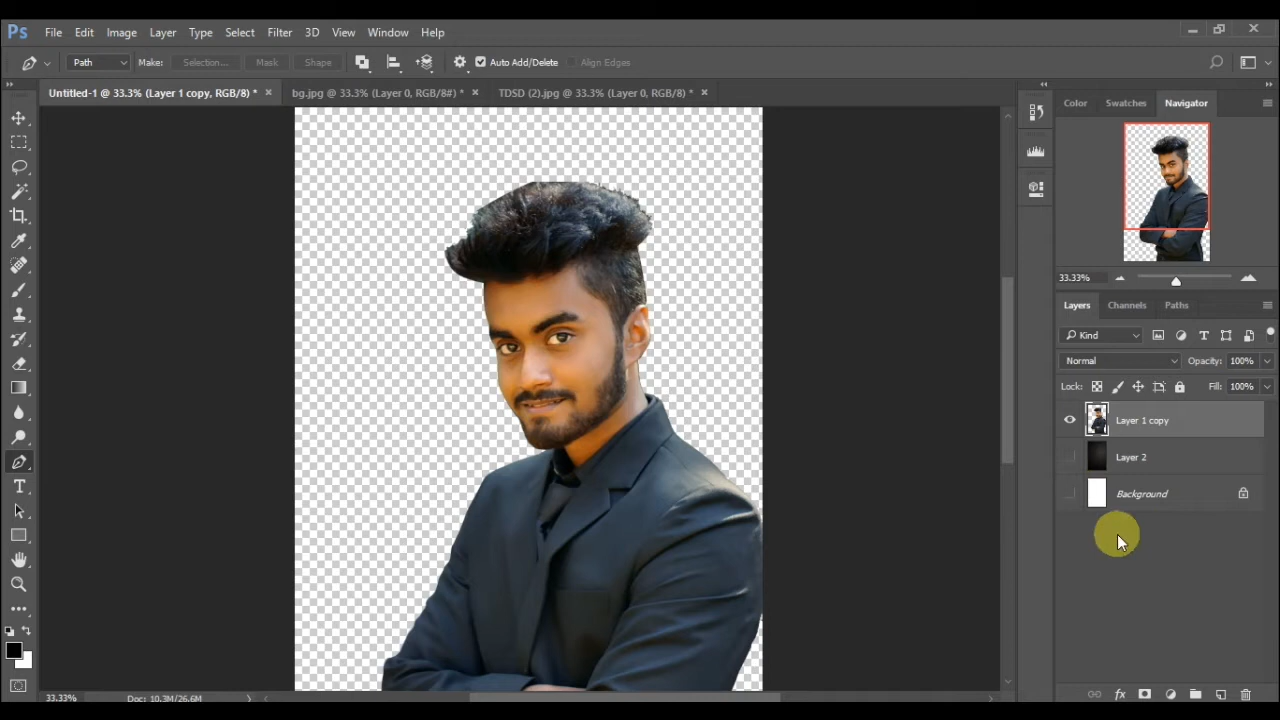 Ps File Edit Image Layer Type Select Filter 3D View Window Help
Path Make: Selection... Mask Shape Auto Add/Delete Align Edges
Untitled-1 @ 33.3% (Layer 1 copy, RGB/8) * × bg.jpg @ 33.3% (Layer 0, RGB/8#) * × TDSD (2).jpg @ 33.3% (Layer 0, RGB/8) * ×
Color Swatches Navigator
33.33%
Layers Channels Paths
Kind
Normal Opacity: 100%
Lock: Fill: 100%
Layer 1 copy
Layer 2
Background
T
fx
33.33% Doc: 10.3M/26.6M